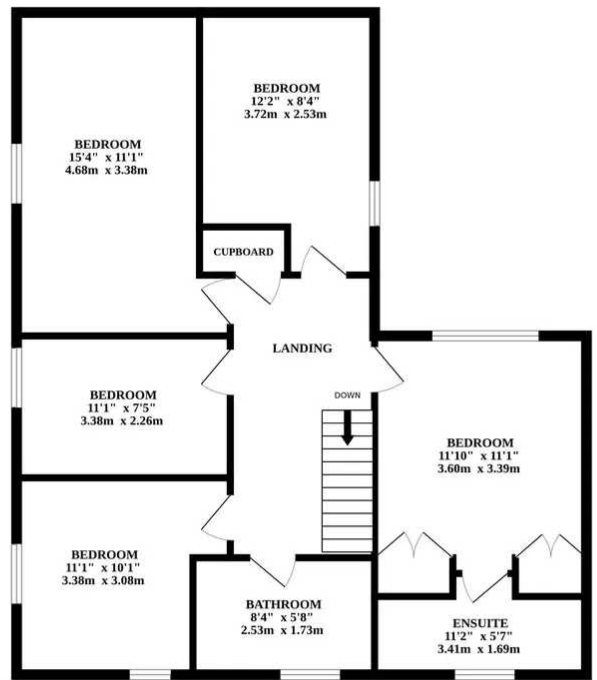 BEDROOM
12'2" x 8'4"
3.72m x 2.53m
BEDROOM
15'4" x 11'1"
4.68m x 3.38m
CUPBOARD
LANDING
DOWN
BEDROOM
11'1" x 7'5"
3.38m x 2.26m
BEDROOM
11'10" x 11'1"
3.60m x 3.39m
BEDROOM
11'1" x 10'1"
3.38m x 3.08m
BATHROOM
8'4" x 5'8"
2.53m x 1.73m
ENSUITE
11'2" x 5'7"
3.41m x 1.69m